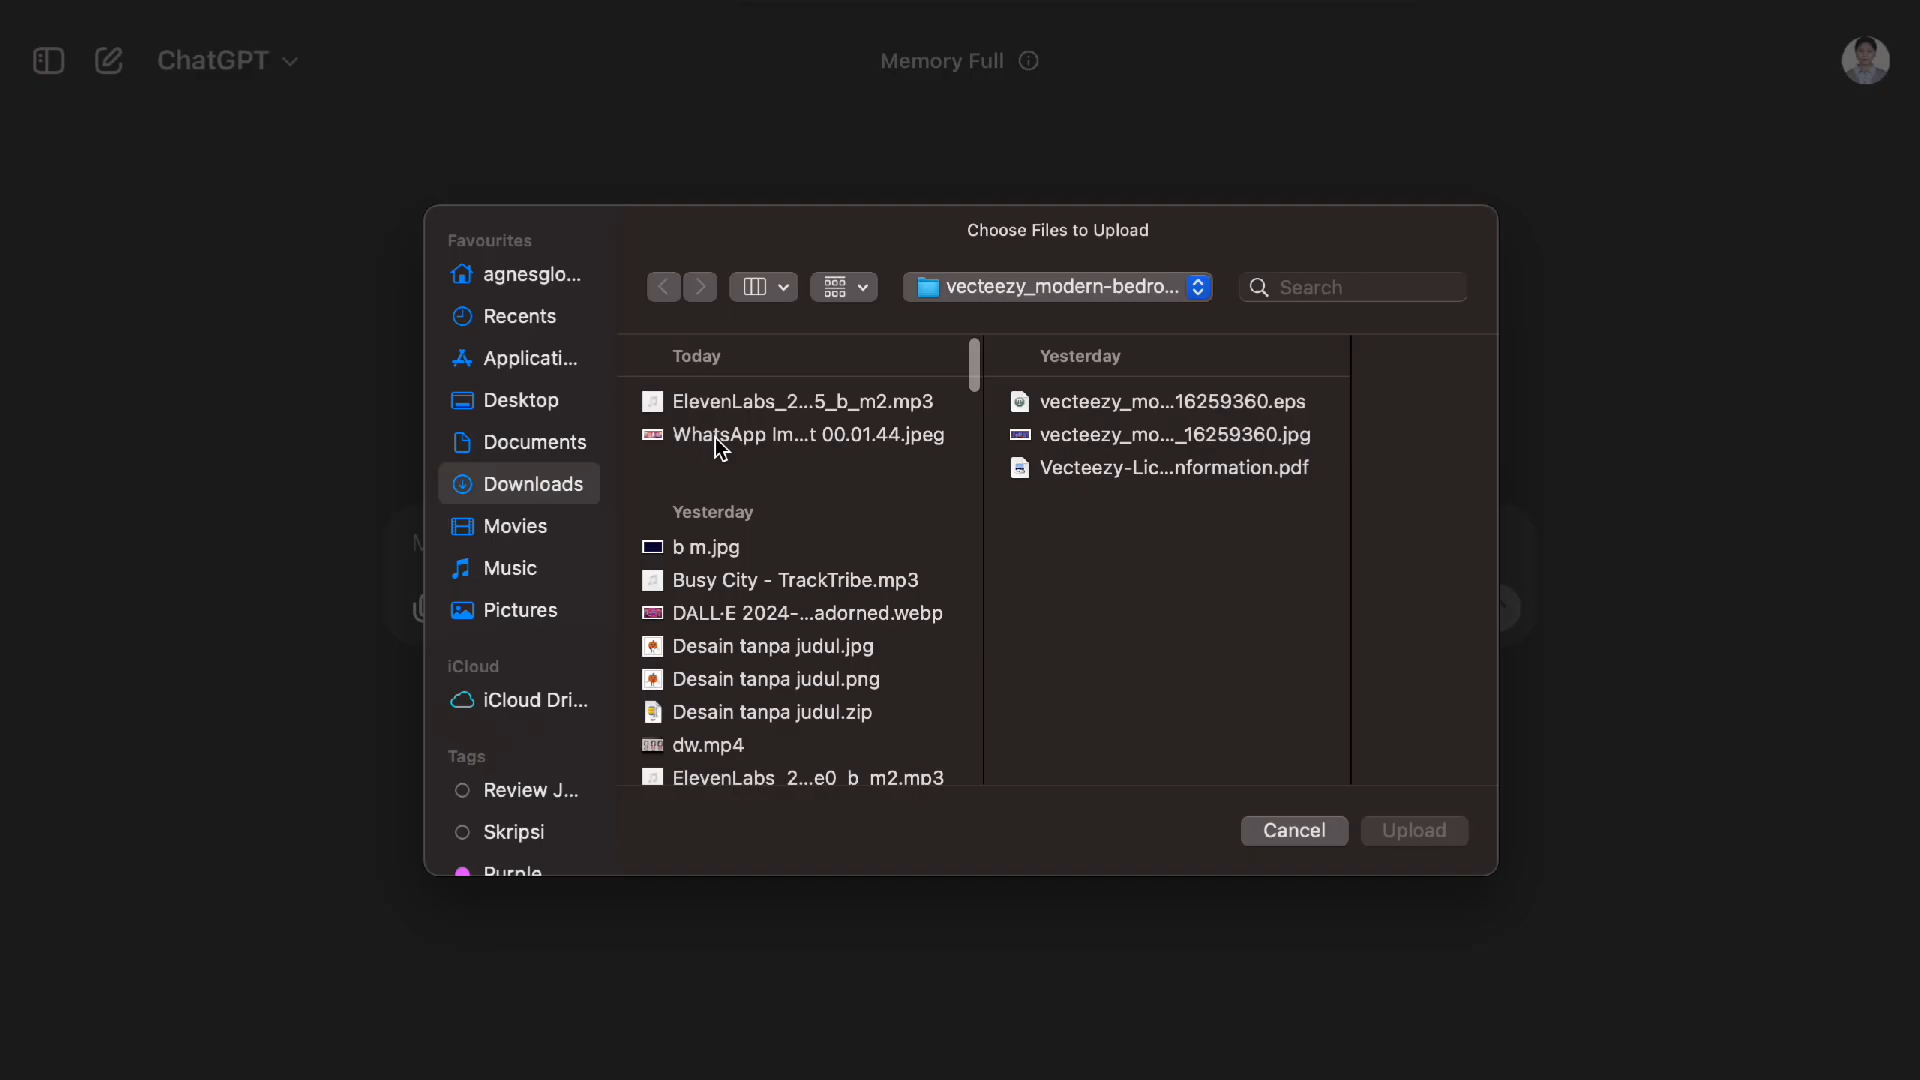 ChatGPT
Memory Full
Choose Files to Upload
Favourites
agnesglo...
Recents
Applicati...
Desktop
Documents
Downloads
Movies
Music
Pictures
iCloud
iCloud Dri...
Tags
Review J...
Skripsi
Purple
vecteezy_modern-bedro...
Search
Today
ElevenLabs_2...5_b_m2.mp3
WhatsApp Im...t 00.01.44.jpeg
Yesterday
b m.jpg
Busy City - TrackTribe.mp3
DALL·E 2024-...adorned.webp
Desain tanpa judul.jpg
Desain tanpa judul.png
Desain tanpa judul.zip
dw.mp4
ElevenLabs_2...e0_b_m2.mp3
Yesterday
vecteezy_mo...16259360.eps
vecteezy_mo..._16259360.jpg
Vecteezy-Lic...nformation.pdf
Cancel
Upload